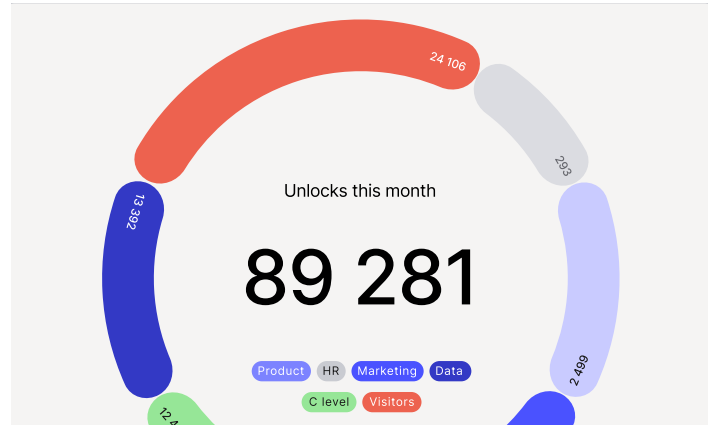 24 106
293
Unlocks this month
13 392
89 281
2 499
Product HR Marketing Data
C level Visitors